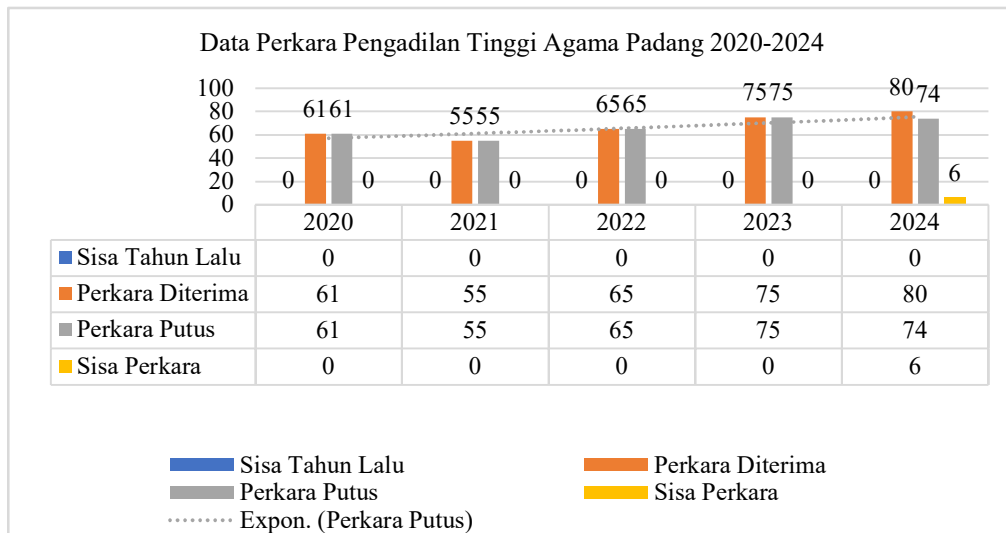 Data Perkara Pengadilan Tinggi Agama Padang 2020-2024
100
80
60
40
20
0
0 61 61 0 0 55 55 0 0 65 65 0 0 75 75 0 0 80 74 6
2020 2021 2022 2023 2024
Sisa Tahun Lalu 0 0 0 0 0
Perkara Diterima 61 55 65 75 80
Perkara Putus 61 55 65 75 74
Sisa Perkara 0 0 0 0 6
Sisa Tahun Lalu Perkara Diterima
Perkara Putus Sisa Perkara
Expon. (Perkara Putus)